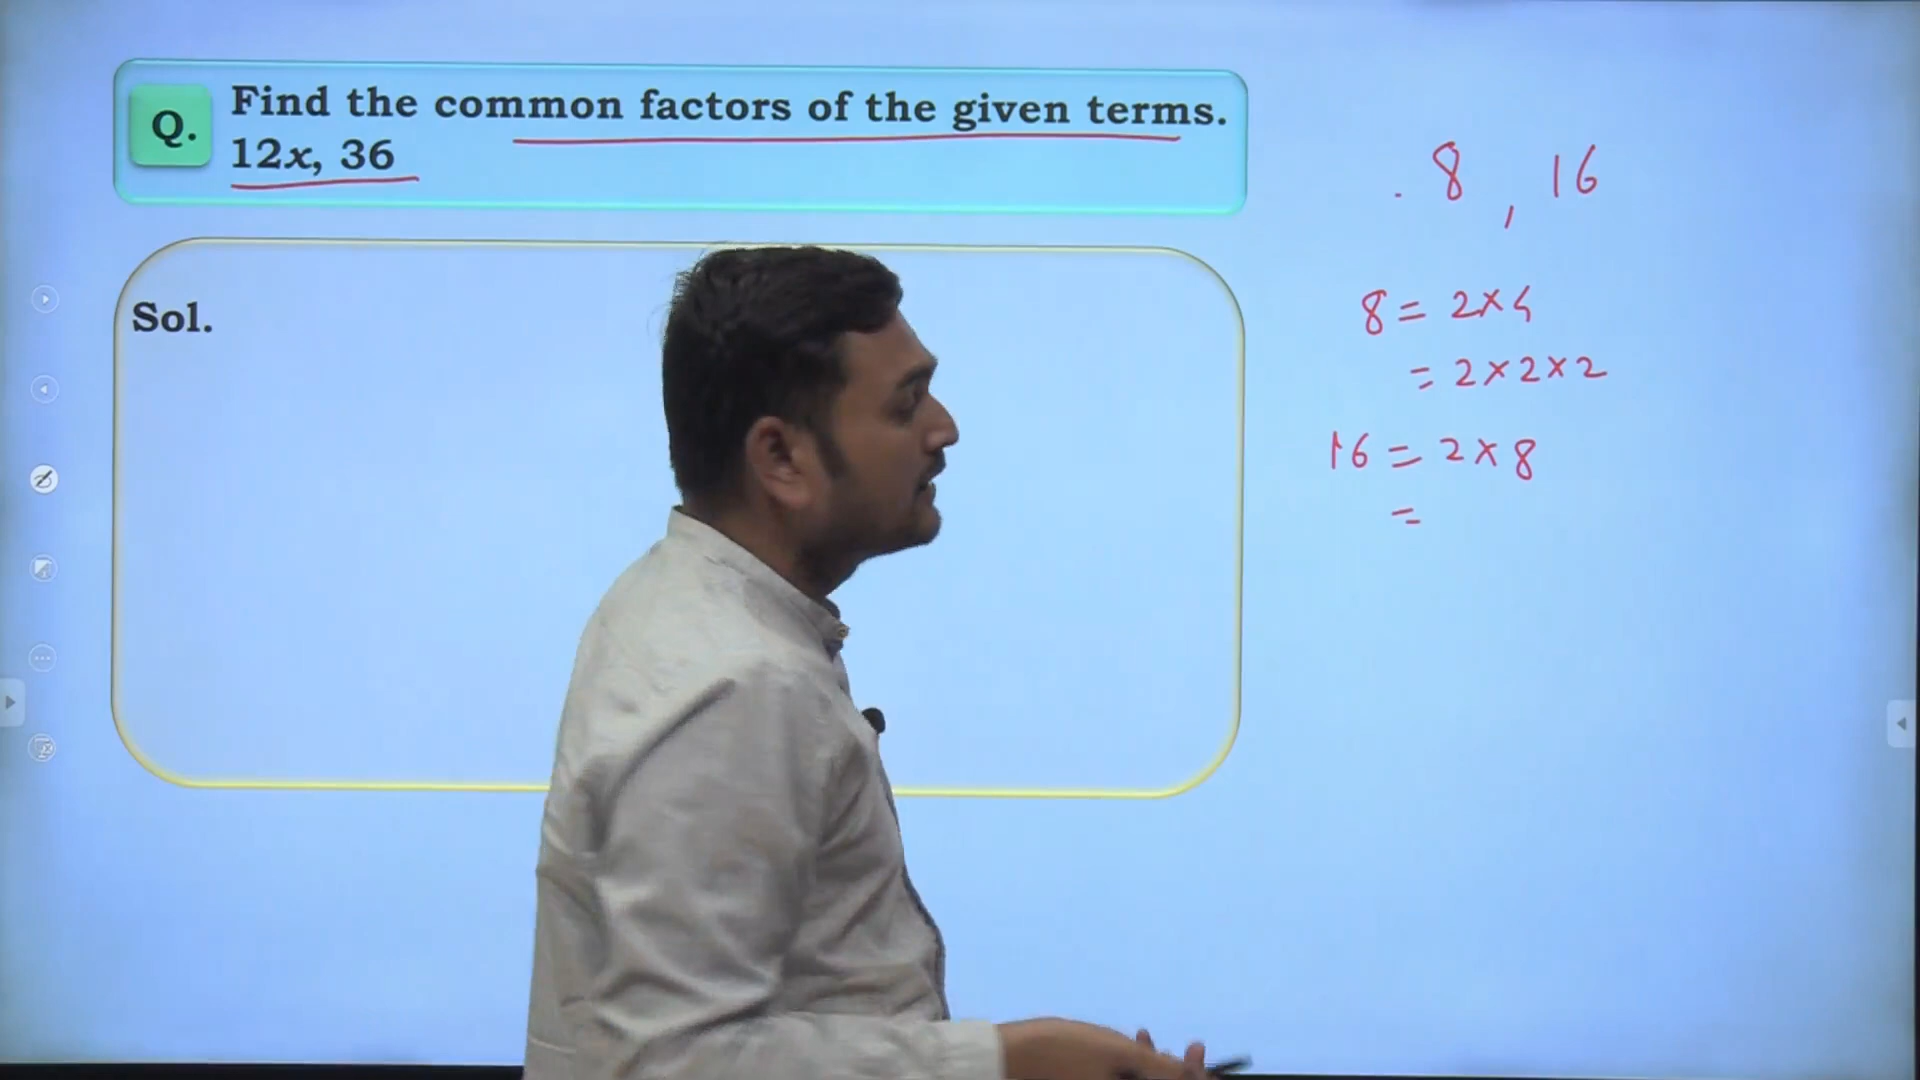 Q. Find the common factors of the given terms.
12x, 36
Sol.
. 8 , 16
8 = 2×4
= 2×2×2
16 = 2×8
=